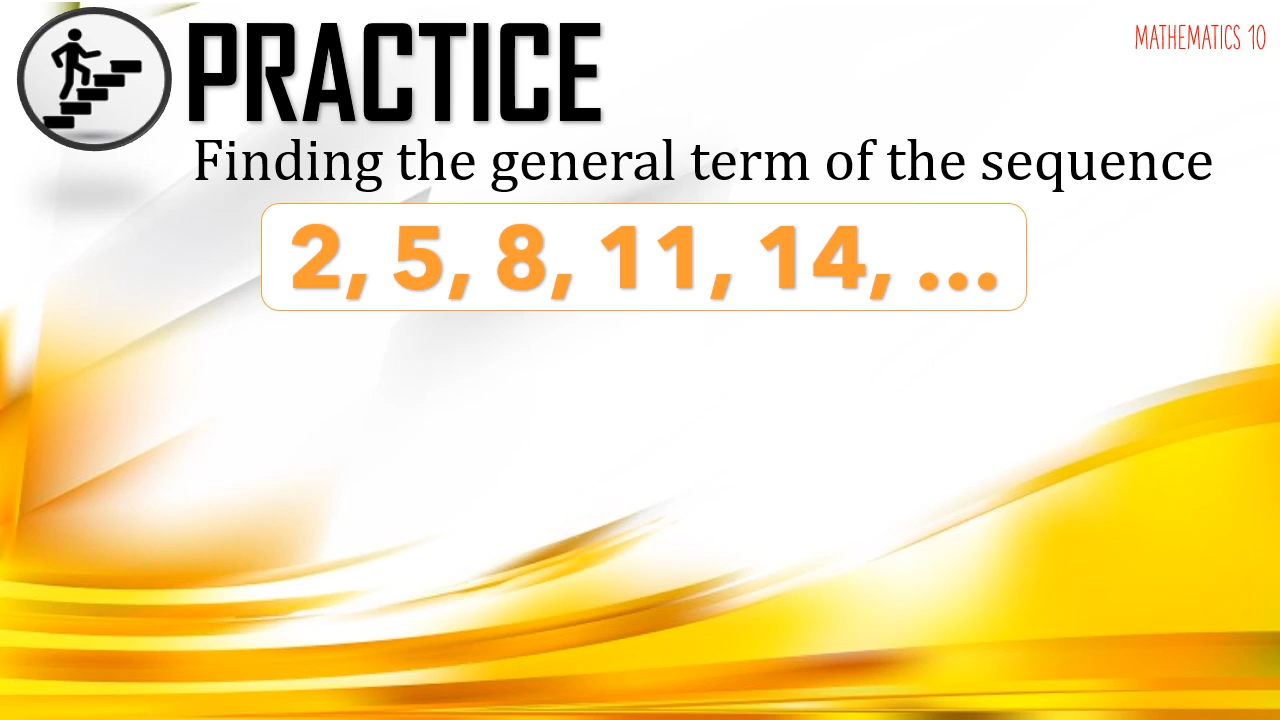 PRACTICE
MATHEMATICS 10
Finding the general term of the sequence
2, 5, 8, 11, 14, ...